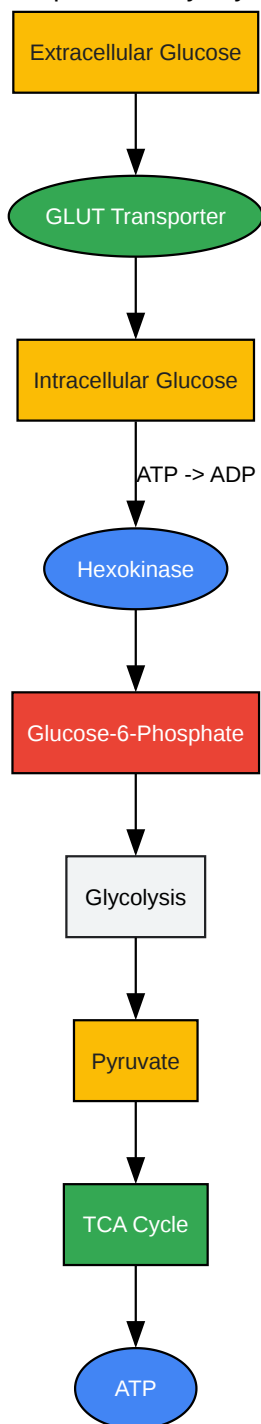 Extracellular Glucose
GLUT Transporter
Intracellular Glucose
ATP -> ADP
Hexokinase
Glucose-6-Phosphate
Glycolysis
Pyruvate
TCA Cycle
ATP